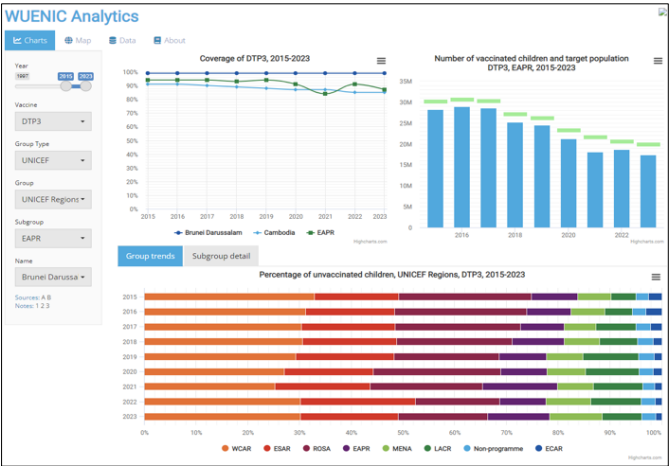 WUENIC Analytics
Charts
Map
Data
About
Year
1997
2015
2023
Vaccone
DTP3
Group Type
UNICEF
Group
UNICEF Regions
Subgroup
EAPR
Name
Brunei Darussa
Sources: A B
Notes: 1 2 3
Coverage of DTP3, 2015-2023
100%
90%
80%
70%
60%
50%
40%
30%
20%
10%
0%
2015 2016 2017 2018 2019 2020 2021 2022 2023
Brunei Darussalam Cambodia EAPR
Highcharts.com
Number of vaccinated children and target population
DTP3, EAPR, 2015-2023
35M
30M
25M
20M
15M
10M
5M
0
2016 2018 2020 2022
Highcharts.com
Group trends
Subgroup detail
Percentage of unvaccinated children, UNICEF Regions, DTP3, 2015-2023
2015
2016
2017
2018
2019
2020
2021
2022
2023
0% 10% 20% 30% 40% 50% 60% 70% 80% 90% 100%
WCAR ESAR ROSA EAPR MENA LACR Non-programme ECAR
Highcharts.com